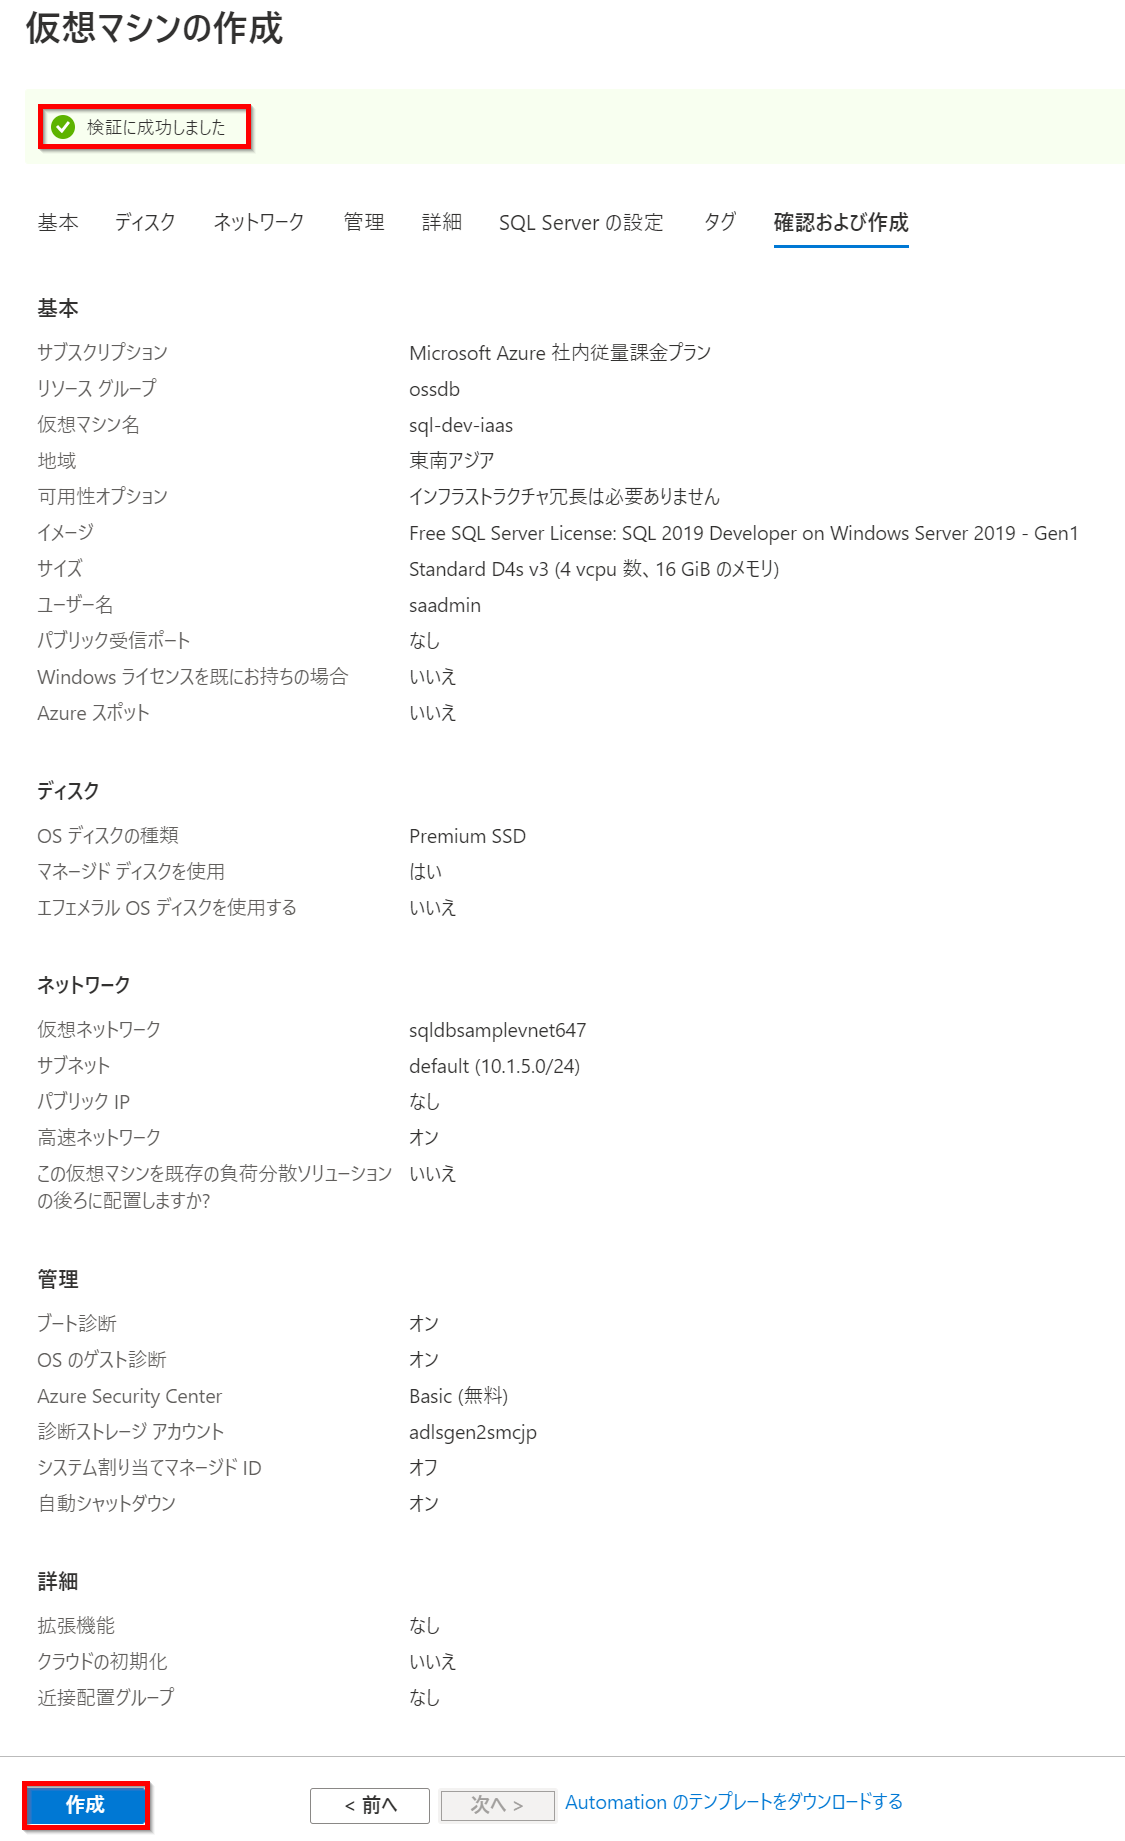 仮想マシンの作成
検証に成功しました
基本 ディスク ネットワーク 管理 詳細 SQL Server の設定 タグ 確認および作成
基本
サブスクリプション Microsoft Azure 社内従量課金プラン
リソース グループ ossdb
仮想マシン名 sql-dev-iaas
地域 東南アジア
可用性オプション インフラストラクチャ冗長は必要ありません
イメージ Free SQL Server License: SQL 2019 Developer on Windows Server 2019 - Gen1
サイズ Standard D4s v3 (4 vcpu 数、16 GiB のメモリ)
ユーザー名 saadmin
パブリック受信ポート なし
Windows ライセンスを既にお持ちの場合 いいえ
Azure スポット いいえ
ディスク
OS ディスクの種類 Premium SSD
マネージド ディスクを使用 はい
エフェメラル OS ディスクを使用する いいえ
ネットワーク
仮想ネットワーク sqldbsamplevnet647
サブネット default (10.1.5.0/24)
パブリック IP なし
高速ネットワーク オン
この仮想マシンを既存の負荷分散ソリューション いいえ
の後ろに配置しますか?
管理
ブート診断 オン
OS のゲスト診断 オン
Azure Security Center Basic (無料)
診断ストレージ アカウント adlsgen2smcjp
システム割り当てマネージド ID オフ
自動シャットダウン オン
詳細
拡張機能 なし
クラウドの初期化 いいえ
近接配置グループ なし
作成 < 前へ 次へ > Automation のテンプレートをダウンロードする